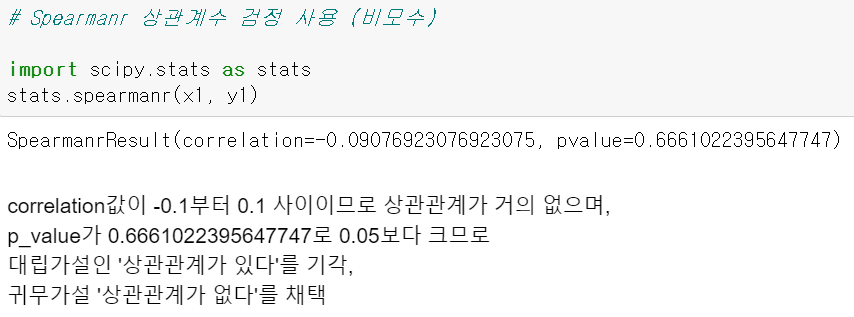 # Spearmanr 상관계수 검정 사용 (비모수)
import scipy.stats as stats
stats.spearmanr(x1, y1)
SpearmanrResult(correlation=-0.09076923076923075, pvalue=0.6661022395647747)
correlation값이 -0.1부터 0.1 사이이므로 상관관계가 거의 없으며,
p_value가 0.6661022395647747로 0.05보다 크므로
대립가설인 '상관관계가 있다'를 기각,
귀무가설 '상관관계가 없다'를 채택